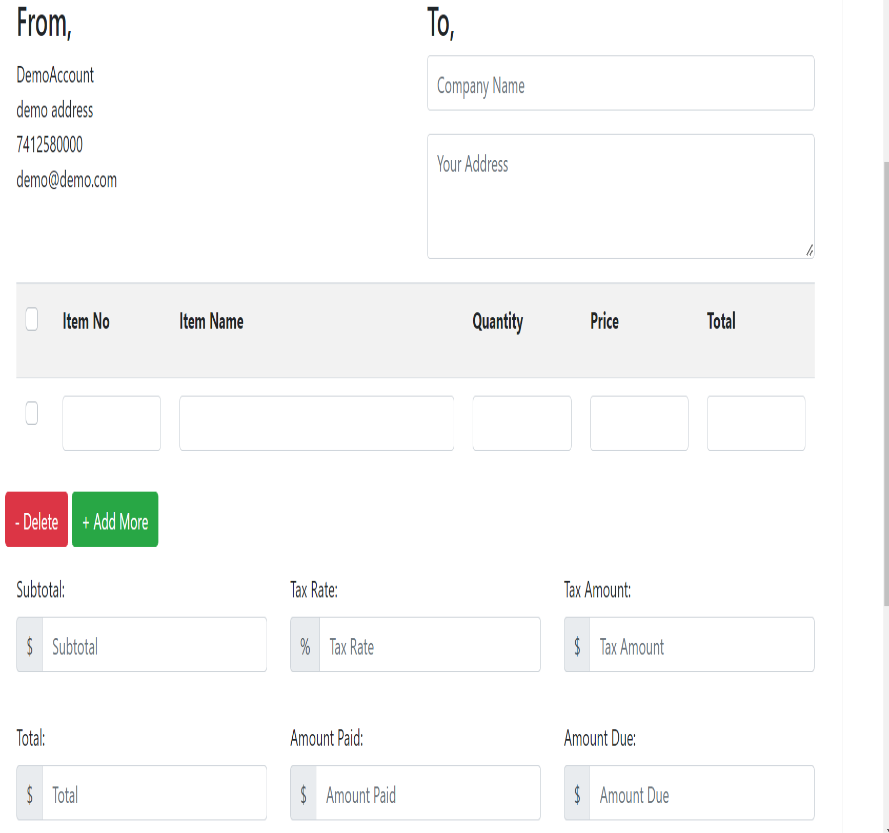 From,
DemoAccount
demo address
7412580000
demo@demo.com
To,
Company Name
Your Address
Item No Item Name Quantity Price Total
- Delete + Add More
Subtotal: Tax Rate: Tax Amount:
$ Subtotal % Tax Rate $ Tax Amount
Total: Amount Paid: Amount Due:
$ Total $ Amount Paid $ Amount Due